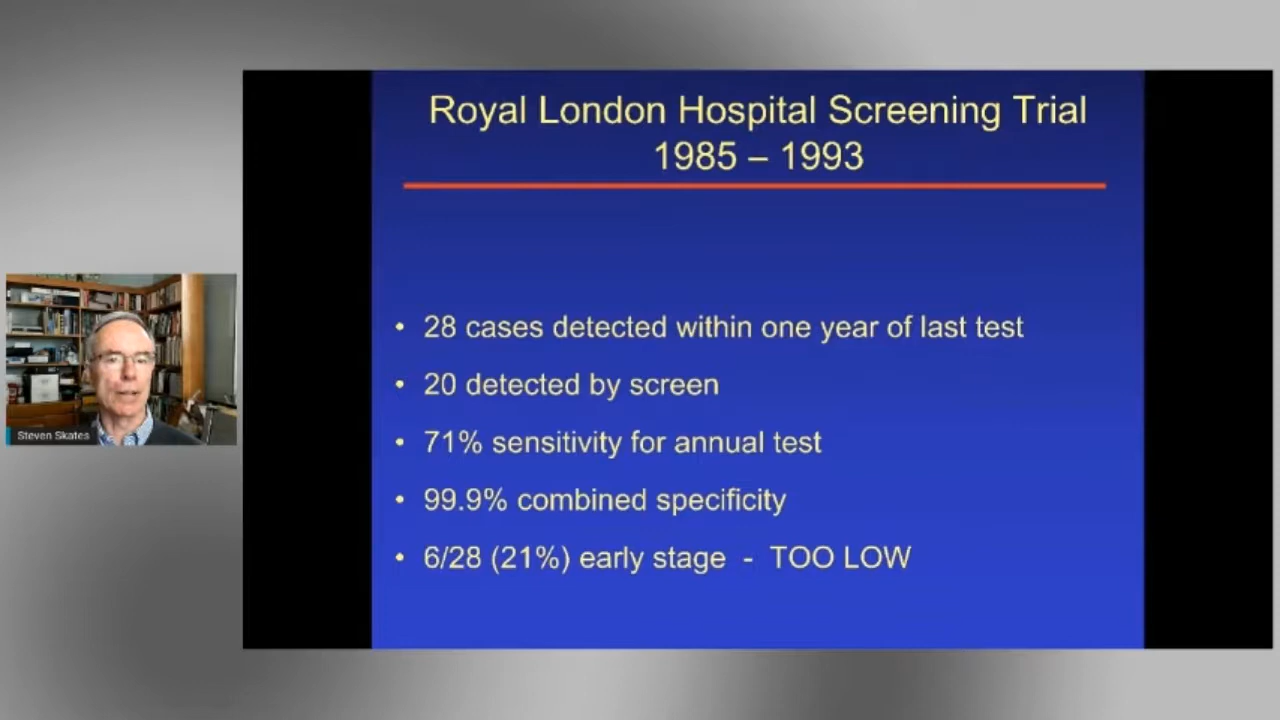 Royal London Hospital Screening Trial
1985 – 1993
• 28 cases detected within one year of last test
• 20 detected by screen
• 71% sensitivity for annual test
• 99.9% combined specificity
• 6/28 (21%) early stage - TOO LOW
Steven Skates